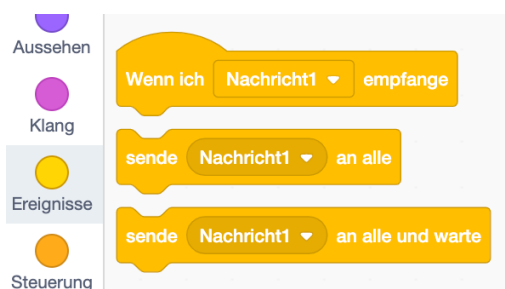 Aussehen
Klang
Ereignisse
Steuerung
Wenn ich Nachricht1 empfange
sende Nachricht1 an alle
sende Nachricht1 an alle und warte